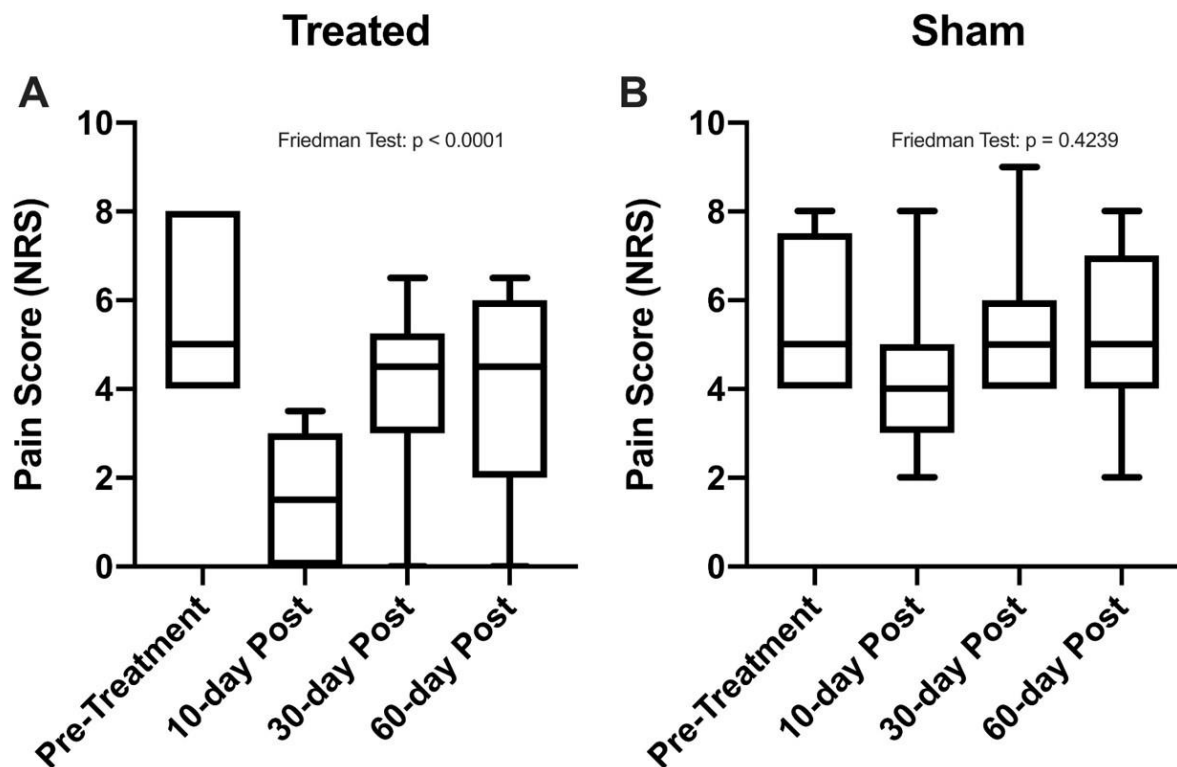 Treated
A
Friedman Test: p < 0.0001
Pain Score (NRS)
10
8
6
4
2
0
Pre-Treatment
10-day Post
30-day Post
60-day Post
Sham
B
Friedman Test: p = 0.4239
Pain Score (NRS)
10
8
6
4
2
0
Pre-Treatment
10-day Post
30-day Post
60-day Post